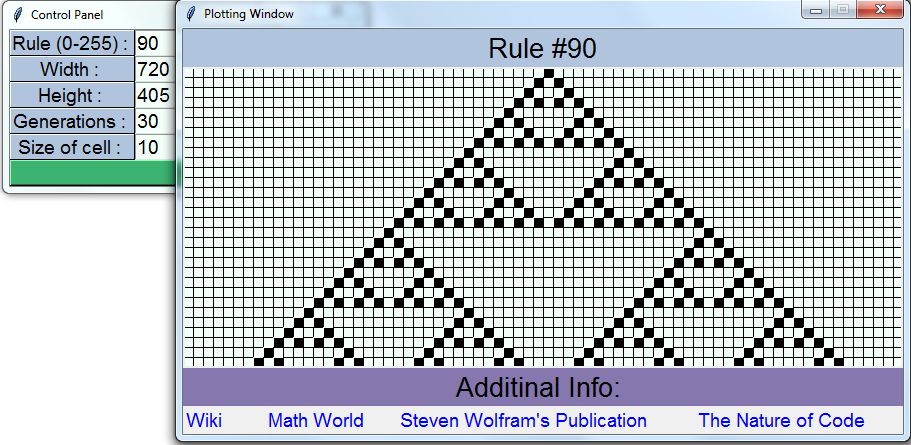 Control Panel
Rule (0-255) : 90
Width : 720
Height : 405
Generations : 30
Size of cell : 10
Plotting Window
Rule #90
Additinal Info:
Wiki Math World Steven Wolfram's Publication The Nature of Code